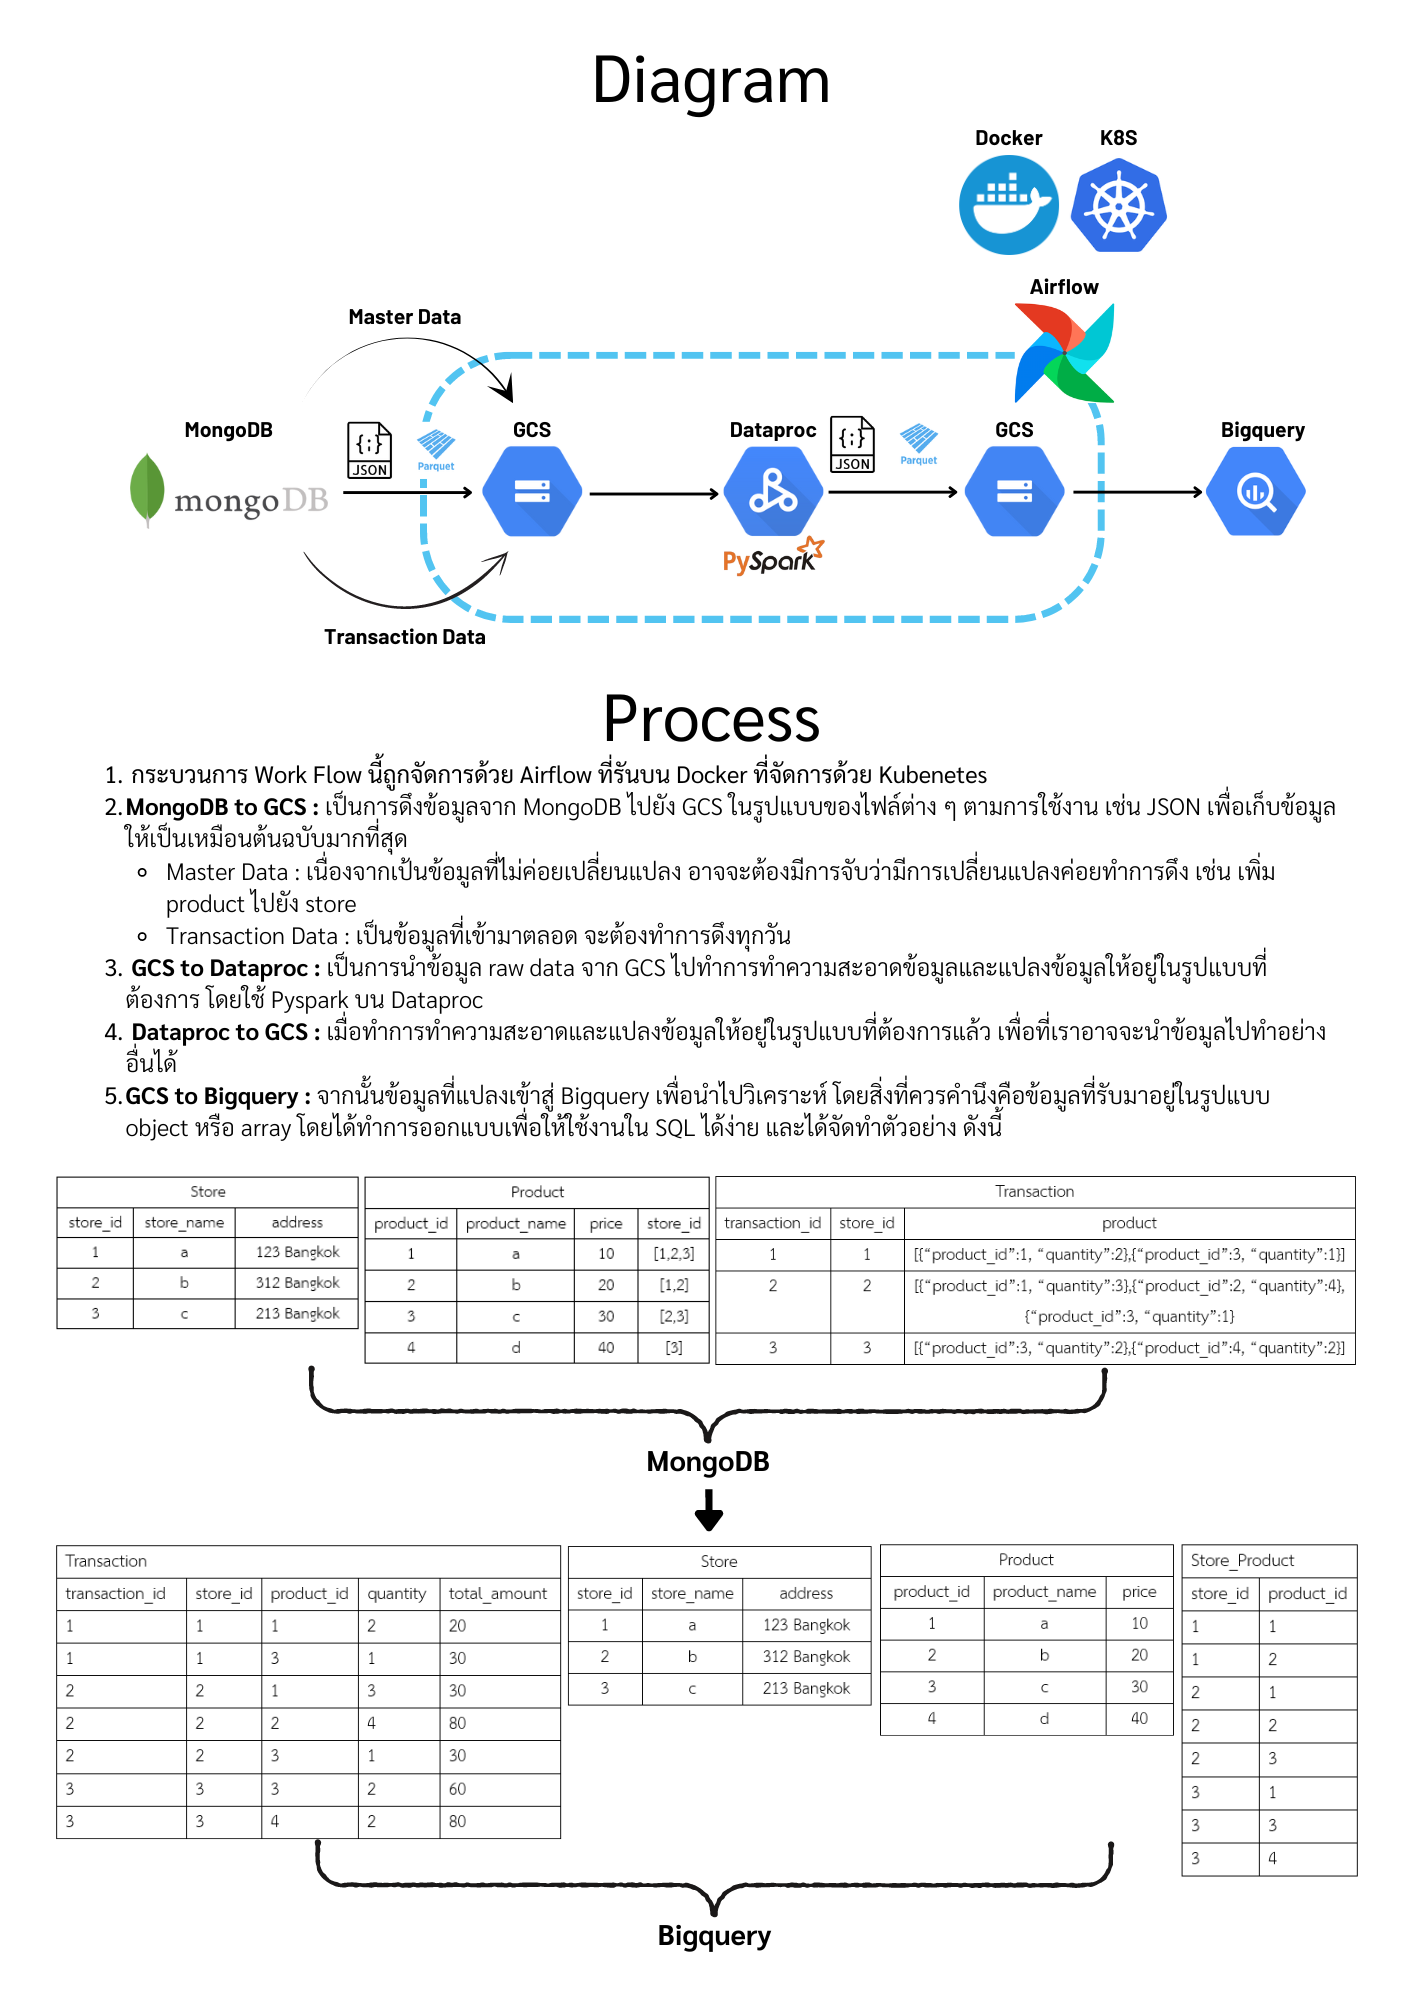 Diagram
Docker K8S
Airflow
Master Data
MongoDB GCS Dataproc GCS Bigquery
{;} JSON Parquet {;} JSON Parquet
mongoDB
PySpark
Transaction Data
Process
1. กระบวนการ Work Flow นี้ถูกจัดการด้วย Airflow ที่รันบน Docker ที่จัดการด้วย Kubenetes
2. MongoDB to GCS : เป็นการดึงข้อมูลจาก MongoDB ไปยัง GCS ในรูปแบบของไฟล์ต่าง ๆ ตามการใช้งาน เช่น JSON เพื่อเก็บข้อมูล
ให้เป็นเหมือนต้นฉบับมากที่สุด
Master Data : เนื่องจากเป้นข้อมูลที่ไม่ค่อยเปลี่ยนแปลง อาจจะต้องมีการจับว่ามีการเปลี่ยนแปลงค่อยทำการดึง เช่น เพิ่ม
product ไปยัง store
Transaction Data : เป็นข้อมูลที่เข้ามาตลอด จะต้องทำการดึงทุกวัน
3. GCS to Dataproc : เป็นการนำข้อมูล raw data จาก GCS ไปทำการทำความสะอาดข้อมูลและแปลงข้อมูลให้อยู่ในรูปแบบที่
ต้องการ โดยใช้ Pyspark บน Dataproc
4. Dataproc to GCS : เมื่อทำการทำความสะอาดและแปลงข้อมูลให้อยู่ในรูปแบบที่ต้องการแล้ว เพื่อที่เราอาจจะนำข้อมูลไปทำอย่าง
อื่นได้
5. GCS to Bigquery : จากนั้นข้อมูลที่แปลงเข้าสู่ Bigquery เพื่อนำไปวิเคราะห์ โดยสิ่งที่ควรคำนึงคือข้อมูลที่รับมาอยู่ในรูปแบบ
object หรือ array โดยได้ทำการออกแบบเพื่อให้ใช้งานใน SQL ได้ง่าย และได้จัดทำตัวอย่าง ดังนี้
Store
store_id store_name address
1 a 123 Bangkok
2 b 312 Bangkok
3 c 213 Bangkok
Product
product_id product_name price store_id
1 a 10 [1,2,3]
2 b 20 [1,2]
3 c 30 [2,3]
4 d 40 [3]
Transaction
transaction_id store_id product
1 1 [{“product_id”:1, “quantity”:2},{“product_id”:3, “quantity”:1}]
2 2 [{“product_id”:1, “quantity”:3},{“product_id”:2, “quantity”:4},
{“product_id”:3, “quantity”:1}
3 3 [{“product_id”:3, “quantity”:2},{“product_id”:4, “quantity”:2}]
MongoDB
Transaction
transaction_id store_id product_id quantity total_amount
1 1 1 2 20
1 1 3 1 30
2 2 1 3 30
2 2 2 4 80
2 2 3 1 30
3 3 3 2 60
3 3 4 2 80
Store
store_id store_name address
1 a 123 Bangkok
2 b 312 Bangkok
3 c 213 Bangkok
Product
product_id product_name price
1 a 10
2 b 20
3 c 30
4 d 40
Store_Product
store_id product_id
1 1
1 2
2 1
2 2
2 3
3 1
3 3
3 4
Bigquery